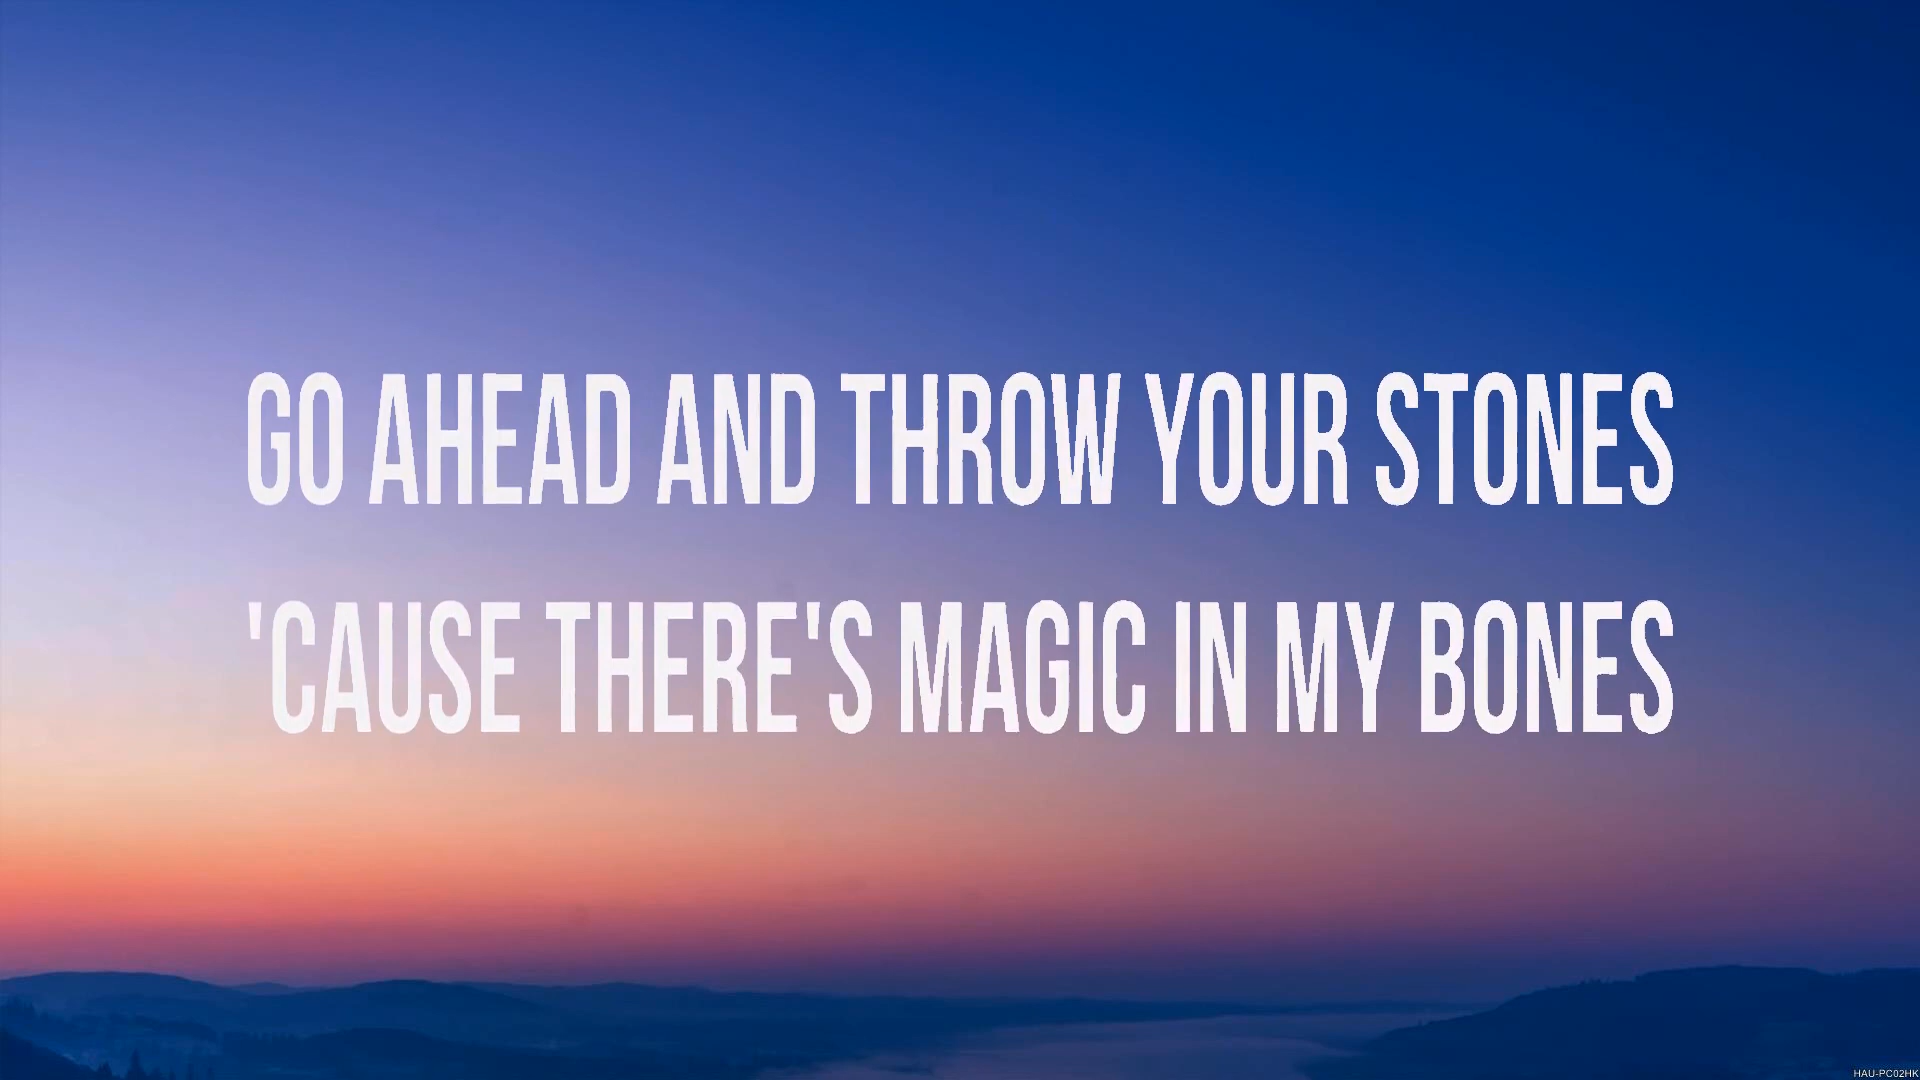 GO AHEAD AND THROW YOUR STONES
'CAUSE THERE'S MAGIC IN MY BONES
HAU-PC02HK